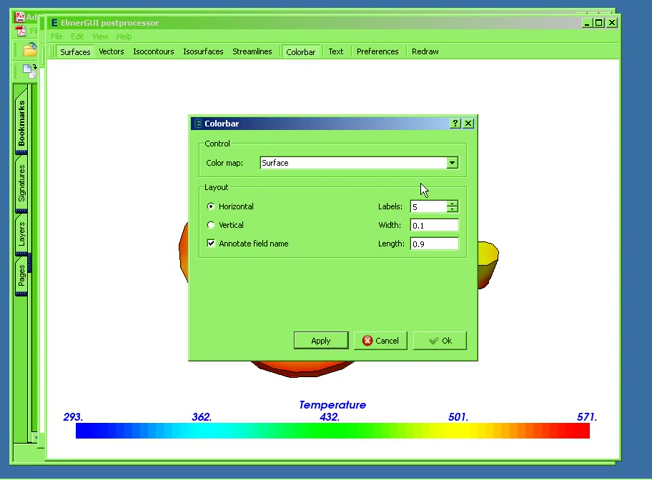 Ad
ElmerGUI postprocessor
File Edit View Help
Surfaces Vectors Isocontours Isosurfaces Streamlines Colorbar Text Preferences Redraw
Bookmarks
Signatures
Layers
Pages
Colorbar
Control
Color map: Surface
Layout
Horizontal
Labels: 5
Vertical
Width: 0.1
Annotate field name
Length: 0.9
Apply Cancel Ok
Temperature
293. 362. 432. 501. 571.